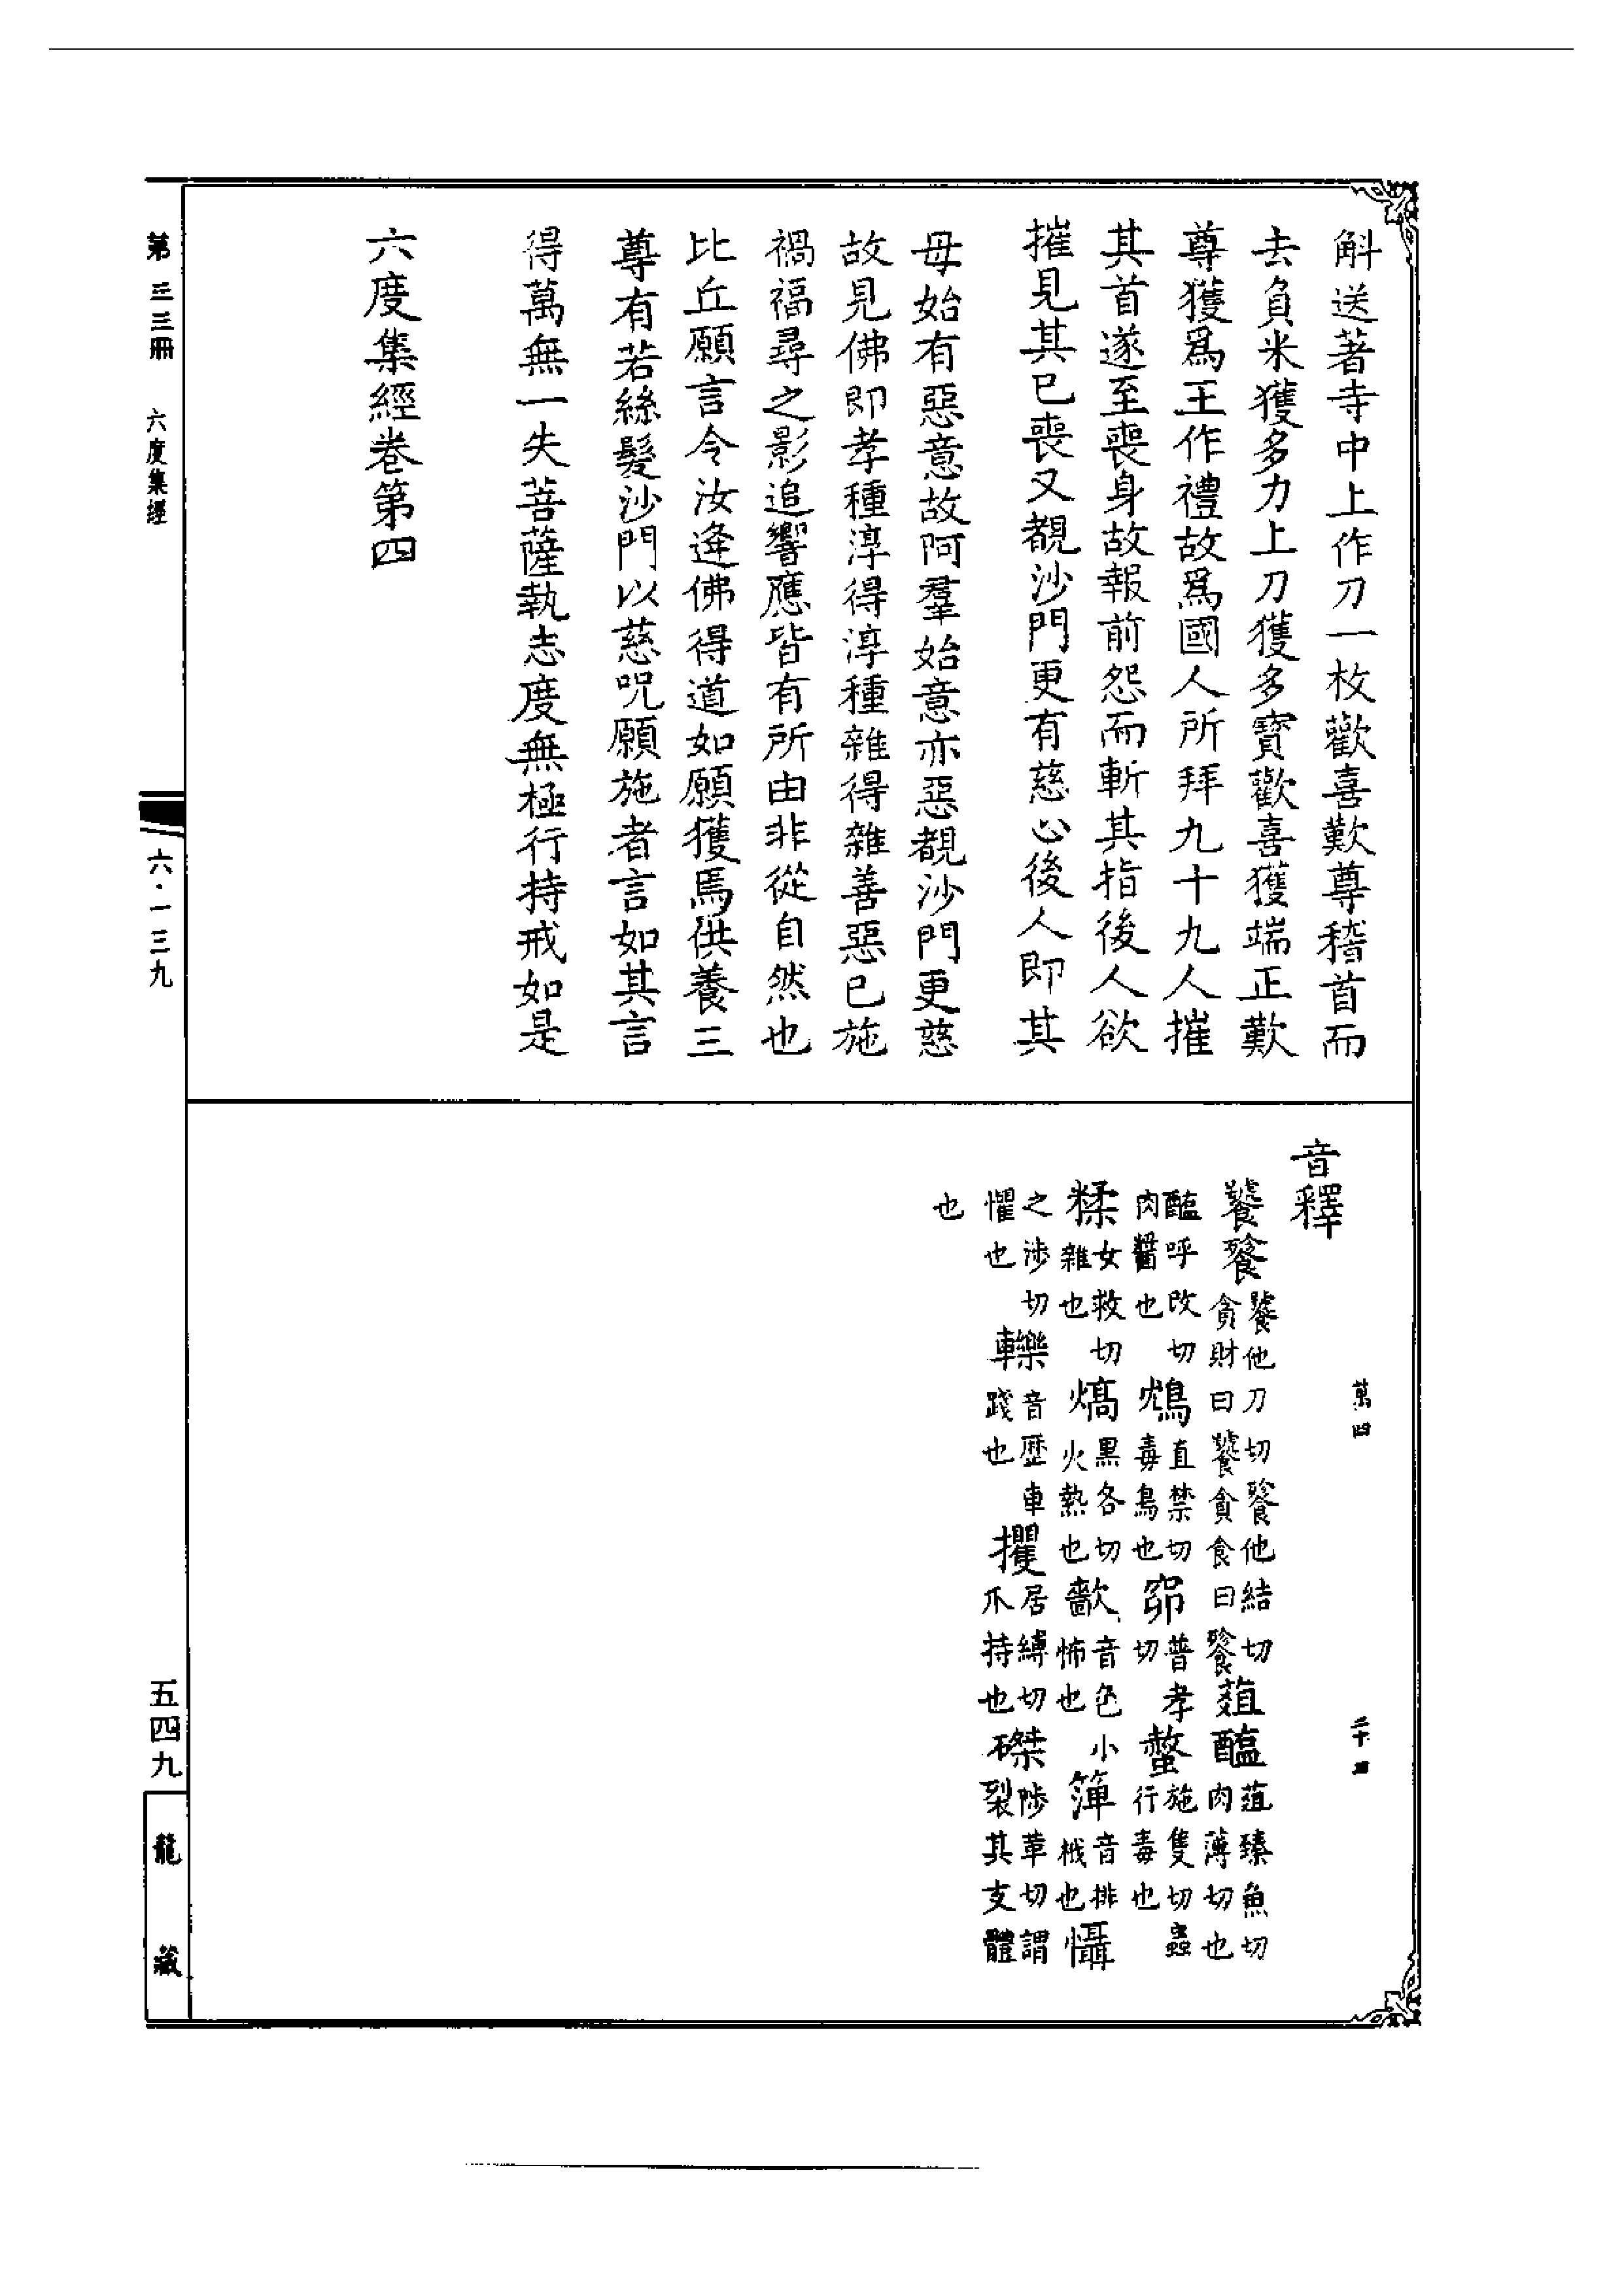 斛送著寺中上作刀一枚歡喜歎尊稽首而
去負米獲多力上刀獲多寶歡喜獲端正歎
尊獲爲王作禮故爲國人所拜九十九人摧
其首遂至喪身故報前怨而斬其指後人欲
摧見其已喪又覩沙門更有慈心後人即其
母始有惡意故阿羣始意亦惡覩沙門更慈
故見佛即孝種淳得淳種雜得雜善惡已施
禍福尋之影追響應皆有所由非從自然也
比丘願言令汝逢佛得道如願獲馬供養三
尊有若絲髮沙門以慈呪願施者言如其言
得萬無一失菩薩執志度無極行持戒如是
六度集經卷第四
音釋
饕餮 饕他刀切餮他結切貪財曰饕貪食曰餮 葅醢 葅臻魚切肉薄切也
醢呼改切肉醬也 鴆 直禁切毒鳥也 窌 普孝切 螫 施隻切蟲行毒也
糅 女救切雜也 熇 黑各切火熱也 歗 音色小怖也 箄 音排栰也 懾
之涉切懼也 轢 音歷車踐也 攫 居縛切爪持也 磔 陟革切謂裂其支體
也
萬四
二十四
第三三冊 六度集經
六·一三九
五四九
龍藏